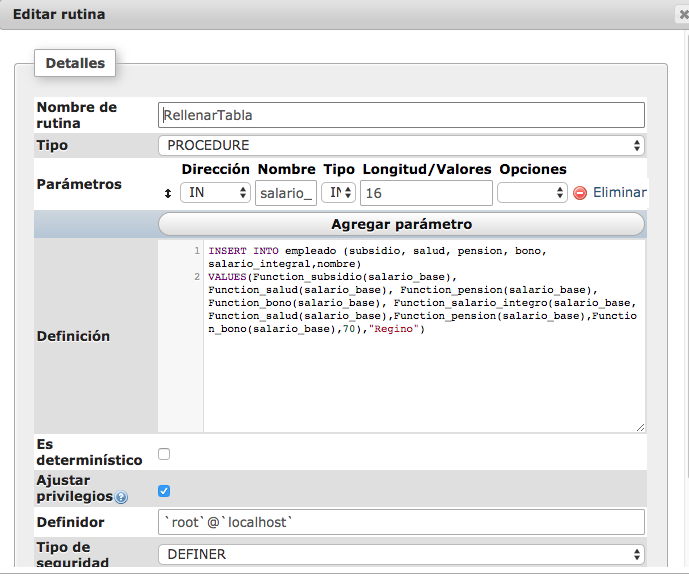 Editar rutina
Detalles
Nombre de
rutina
RellenarTabla
Tipo
PROCEDURE
Dirección Nombre Tipo Longitud/Valores Opciones
Parámetros
IN salario_ IN 16 Eliminar
Agregar parámetro
Definición
1 INSERT INTO empleado (subsidio, salud, pension, bono,
salario_integral,nombre)
2 VALUES(Function_subsidio(salario_base),
Function_salud(salario_base), Function_pension(salario_base),
Function_bono(salario_base), Function_salario_integro(salario_base,
Function_salud(salario_base),Function_pension(salario_base),Functio
n_bono(salario_base),70),"Regino")
Es
determinístico
Ajustar
privilegios
Definidor
`root`@`localhost`
Tipo de
seguridad
DEFINER